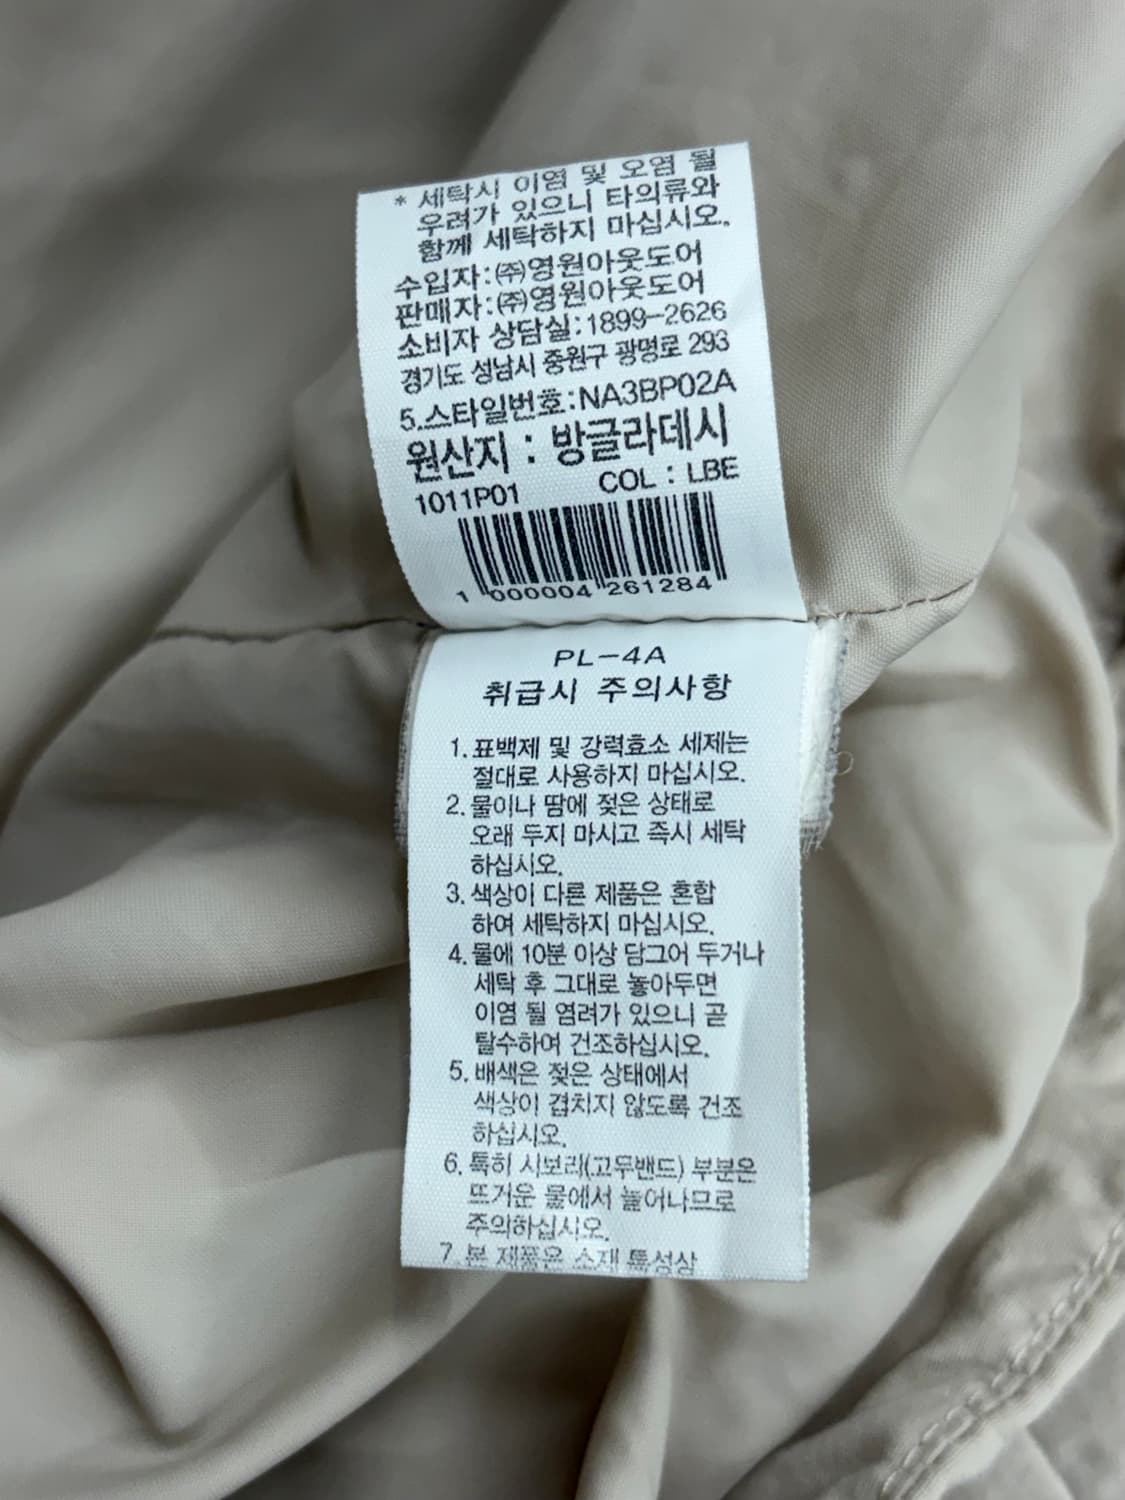 * 세탁시 이염 및 오염 될
우려가 있으니 타의류와
함께 세탁하지 마십시오.
수입자:㈜영원아웃도어
판매자:㈜영원아웃도어
소비자 상담실:1899-2626
경기도 성남시 중원구 광명로 293
5.스타일번호:NA3BP02A
원산지 : 방글라데시
1011P01 COL : LBE
1 000004 261284
PL-4A
취급시 주의사항
1. 표백제 및 강력효소 세제는
절대로 사용하지 마십시오.
2. 물이나 땀에 젖은 상태로
오래 두지 마시고 즉시 세탁
하십시오.
3. 색상이 다른 제품은 혼합
하여 세탁하지 마십시오.
4. 물에 10분 이상 담그어 두거나
세탁 후 그대로 놓아두면
이염 될 염려가 있으니 곧
탈수하여 건조하십시오.
5. 배색은 젖은 상태에서
색상이 겹치지 않도록 건조
하십시오.
6. 특히 시보리(고무밴드) 부분은
뜨거운 물에서 늘어나므로
주의하십시오.
7. 본 제품은 소재 특성상